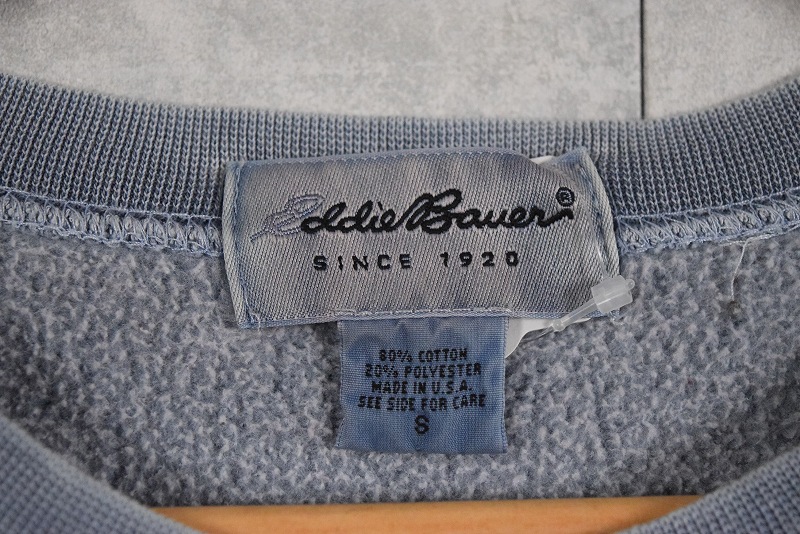 Eddie Bauer®
SINCE 1920
80% COTTON
20% POLYESTER
MADE IN U.S.A.
SEE SIDE FOR CARE
S